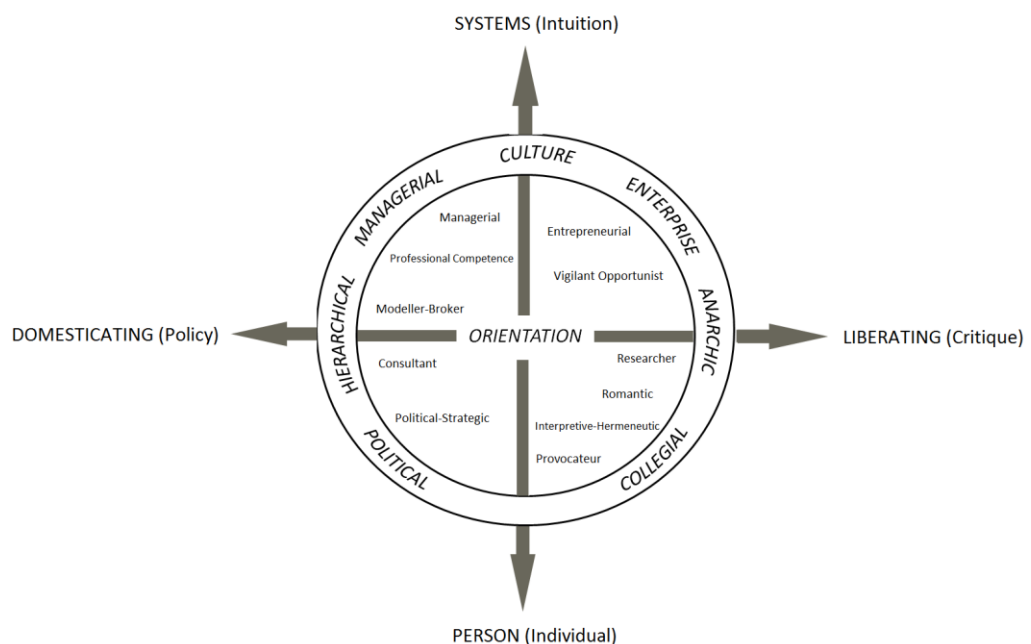 SYSTEMS (Intuition)
CULTURE
MANAGERIAL
ENTERPRISE
Managerial
Entrepreneurial
Professional Competence
Vigilant Opportunist
HIERARCHICAL
Modeller-Broker
ANARCHIC
DOMESTICATING (Policy)
ORIENTATION
LIBERATING (Critique)
Consultant
Researcher
Romantic
Political-Strategic
Interpretive-Hermeneutic
POLITICAL
Provocateur
COLLEGIAL
PERSON (Individual)